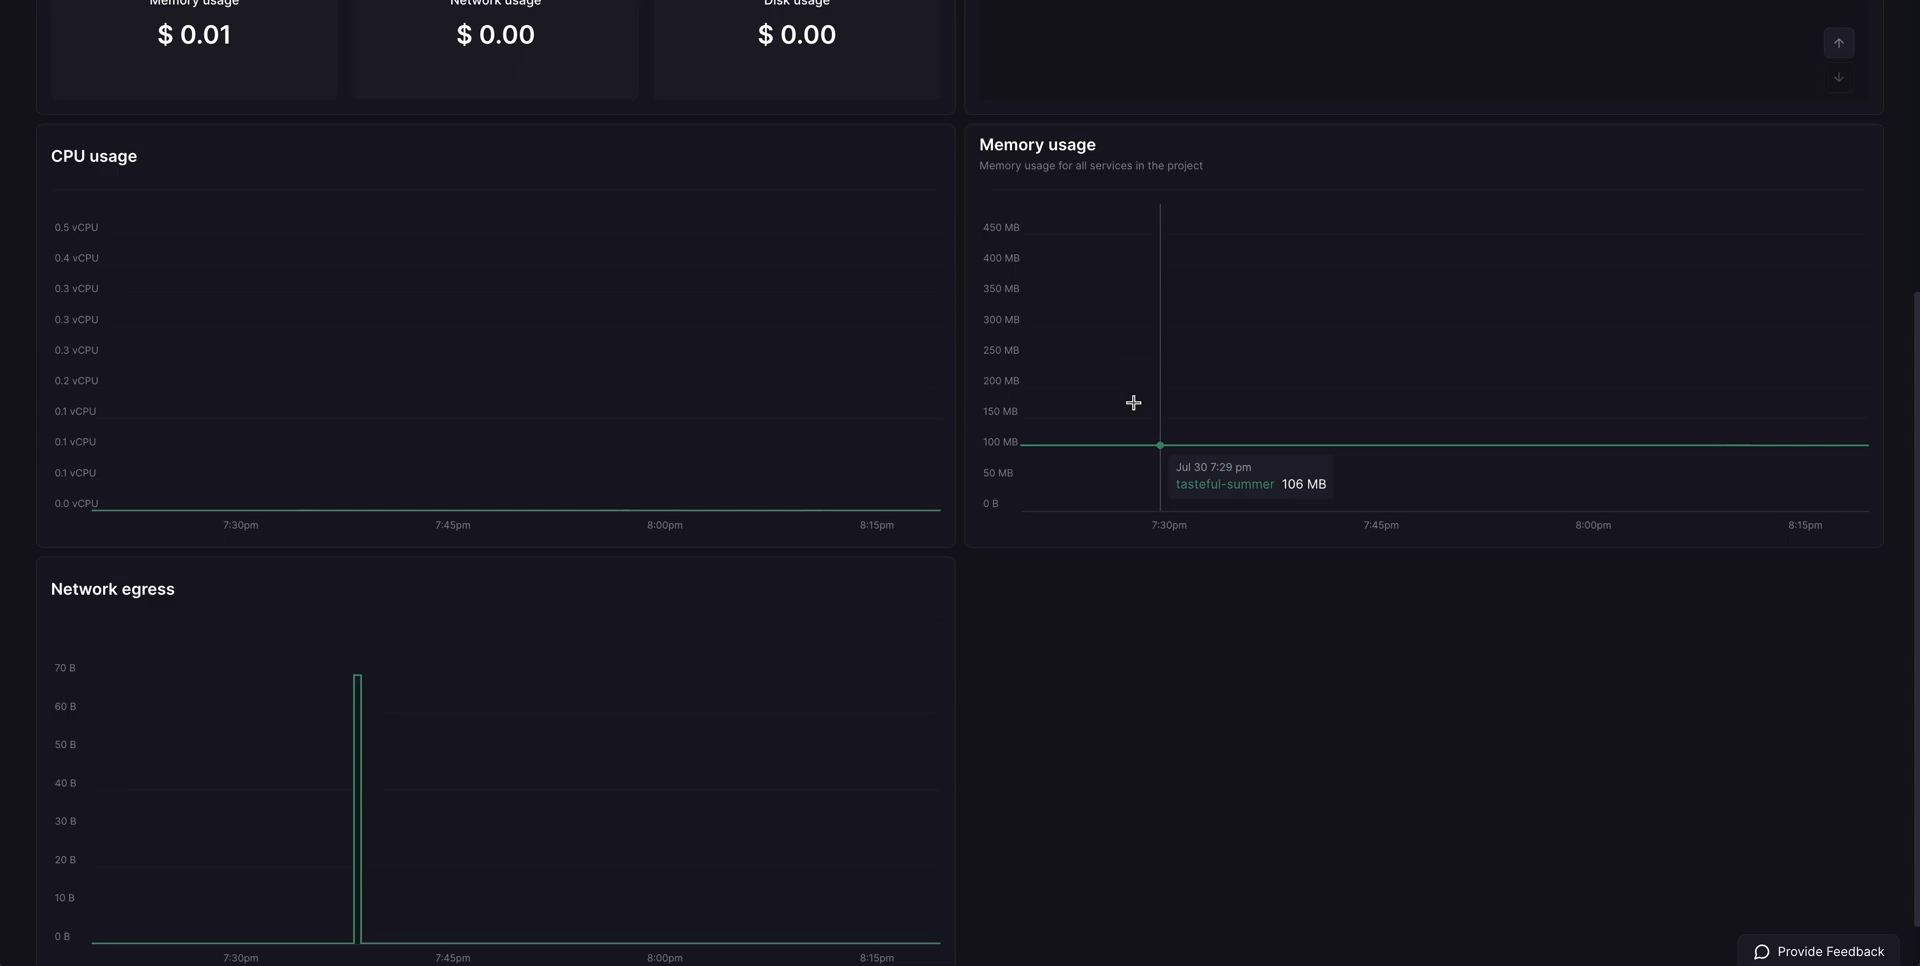 Memory usage
Network usage
Disk usage
$ 0.01
$ 0.00
$ 0.00
CPU usage
0.5 vCPU
0.4 vCPU
0.3 vCPU
0.3 vCPU
0.3 vCPU
0.2 vCPU
0.1 vCPU
0.1 vCPU
0.1 vCPU
0.0 vCPU
7:30pm
7:45pm
8:00pm
8:15pm
Memory usage
Memory usage for all services in the project
450 MB
400 MB
350 MB
300 MB
250 MB
200 MB
150 MB
100 MB
50 MB
0 B
Jul 30 7:29 pm
tasteful-summer 106 MB
7:30pm
7:45pm
8:00pm
8:15pm
Network egress
70 B
60 B
50 B
40 B
30 B
20 B
10 B
0 B
7:30pm
7:45pm
8:00pm
8:15pm
Provide Feedback